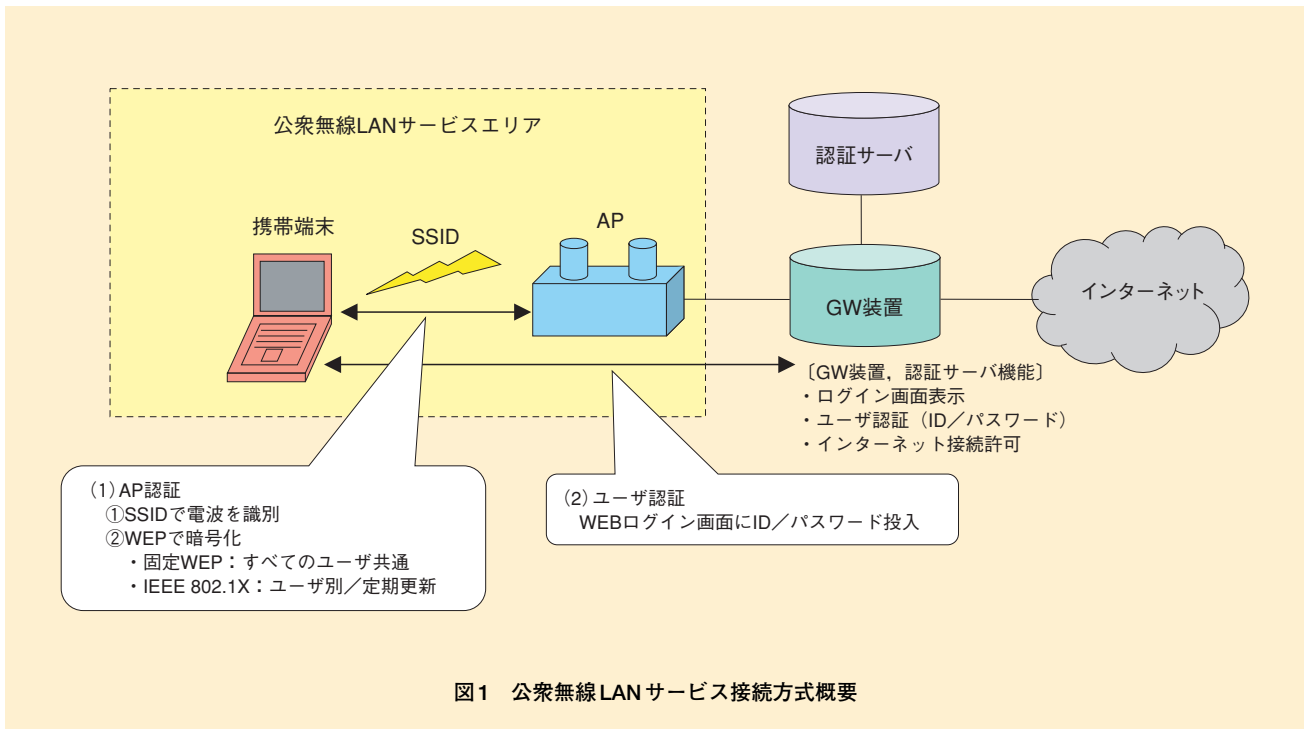 公衆無線LANサービスエリア
認証サーバ
携帯端末
SSID
AP
GW装置
インターネット
〔GW装置，認証サーバ機能〕
・ログイン画面表示
・ユーザ認証（ID／パスワード）
・インターネット接続許可
(1) AP認証
①SSIDで電波を識別
②WEPで暗号化
・固定WEP：すべてのユーザ共通
・IEEE 802.1X：ユーザ別／定期更新
(2) ユーザ認証
WEBログイン画面にID／パスワード投入
図1　公衆無線LANサービス接続方式概要